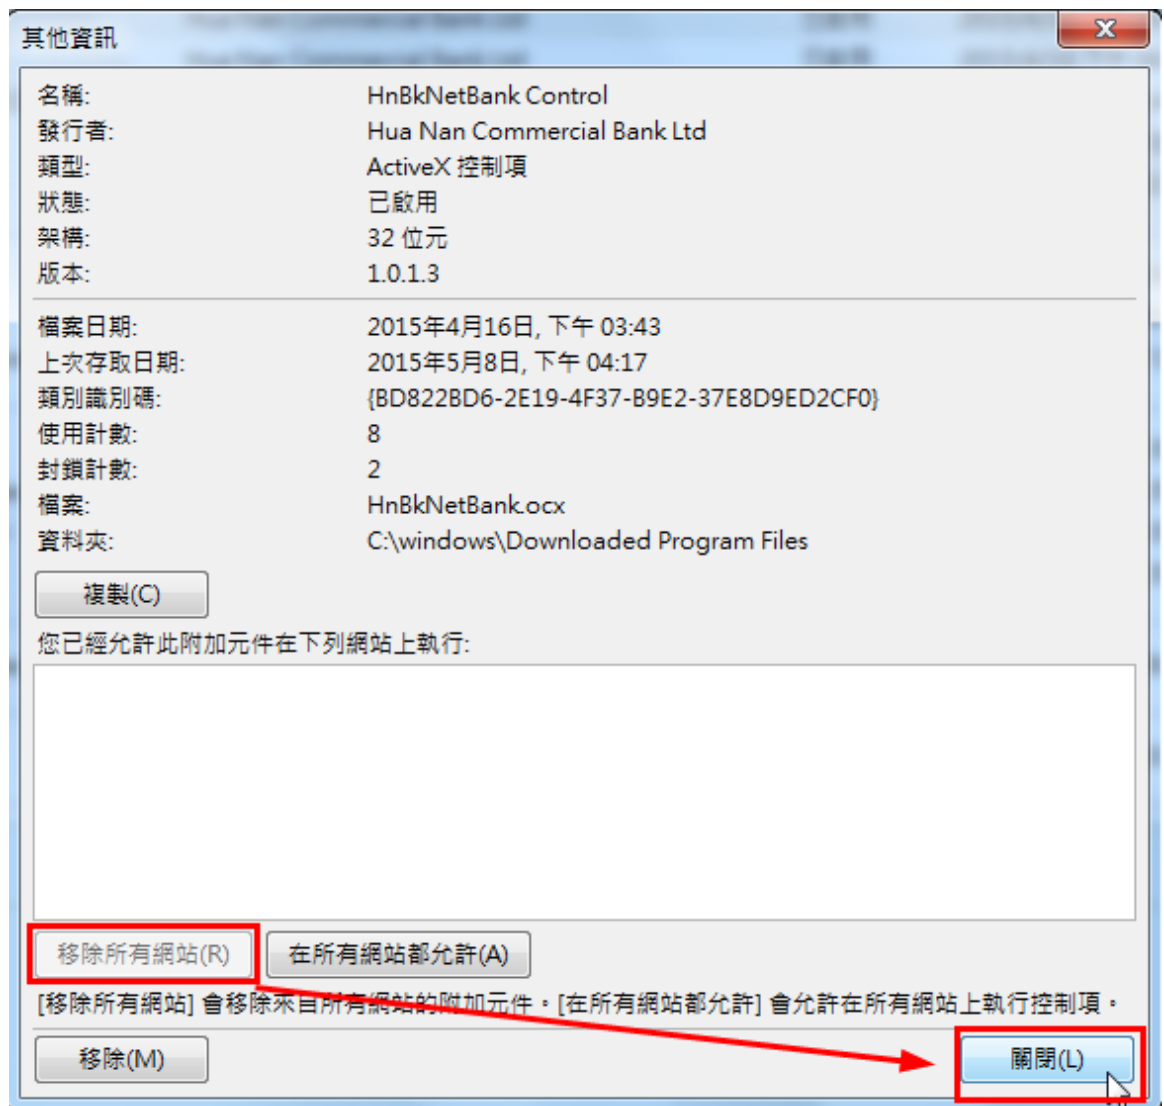 其他資訊
名稱: HnBkNetBank Control
發行者: Hua Nan Commercial Bank Ltd
類型: ActiveX 控制項
狀態: 已啟用
架構: 32 位元
版本: 1.0.1.3
檔案日期: 2015年4月16日, 下午 03:43
上次存取日期: 2015年5月8日, 下午 04:17
類別識別碼: {BD822BD6-2E19-4F37-B9E2-37E8D9ED2CF0}
使用計數: 8
封鎖計數: 2
檔案: HnBkNetBank.ocx
資料夾: C:\windows\Downloaded Program Files
複製(C)
您已經允許此附加元件在下列網站上執行:
移除所有網站(R) 在所有網站都允許(A)
[移除所有網站] 會移除來自所有網站的附加元件。[在所有網站都允許] 會允許在所有網站上執行控制項。
移除(M) 關閉(L)